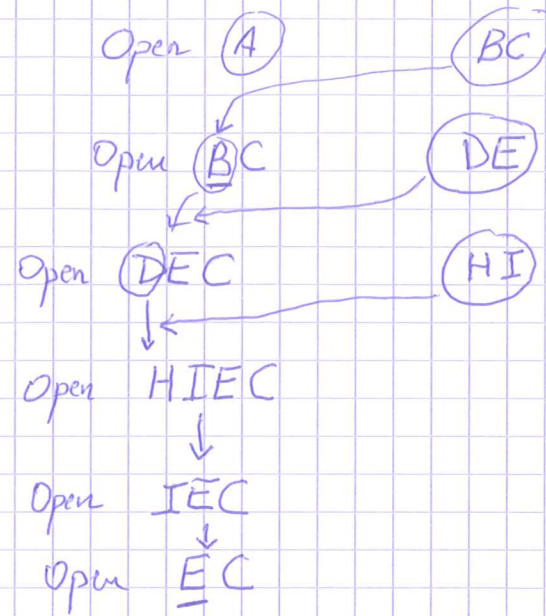 Open A BC
Open BC DE
Open DEC HI
Open HIEC
Open IEC
Open EC